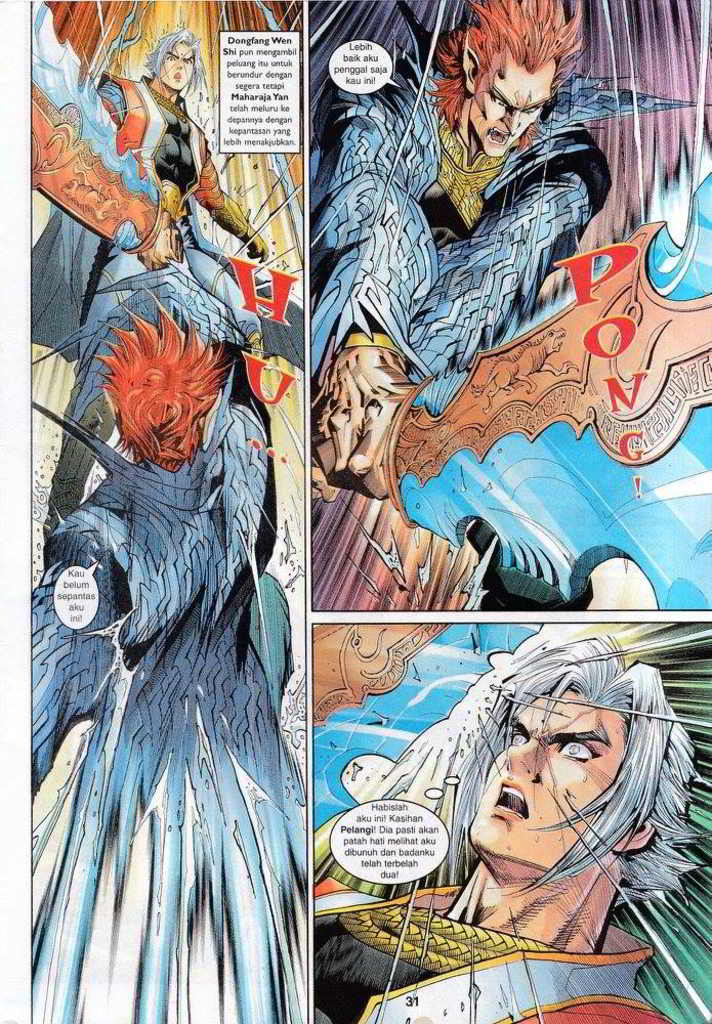 Dongfang Wen
Shi pun mengambil
peluang itu untuk
berundur dengan
segera tetapi
Maharaja Yan
telah meluru ke
depannya dengan
kepantasan yang
lebih menakjubkan.
HU...
Kau
belum
sepantas
aku
ini!
Lebih
baik aku
penggal saja
kau ini!
PONG!
Habislah
aku ini! Kasihan
Pelangi! Dia pasti akan
patah hati melihat aku
dibunuh dan badanku
telah terbelah
dua!
31